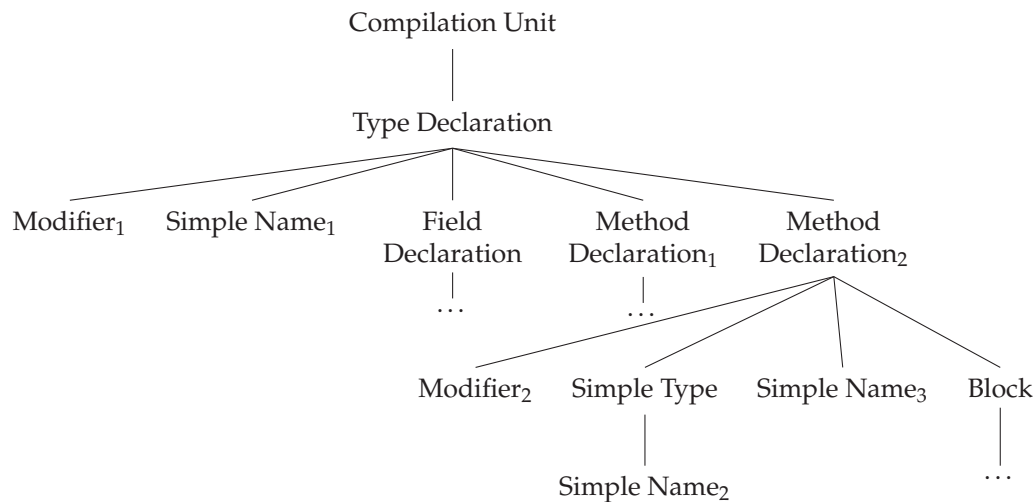 Compilation Unit
Type Declaration
Modifier₁ Simple Name₁ Field Declaration Method Declaration₁ Method Declaration₂
... ...
Modifier₂ Simple Type Simple Name₃ Block
Simple Name₂ ...